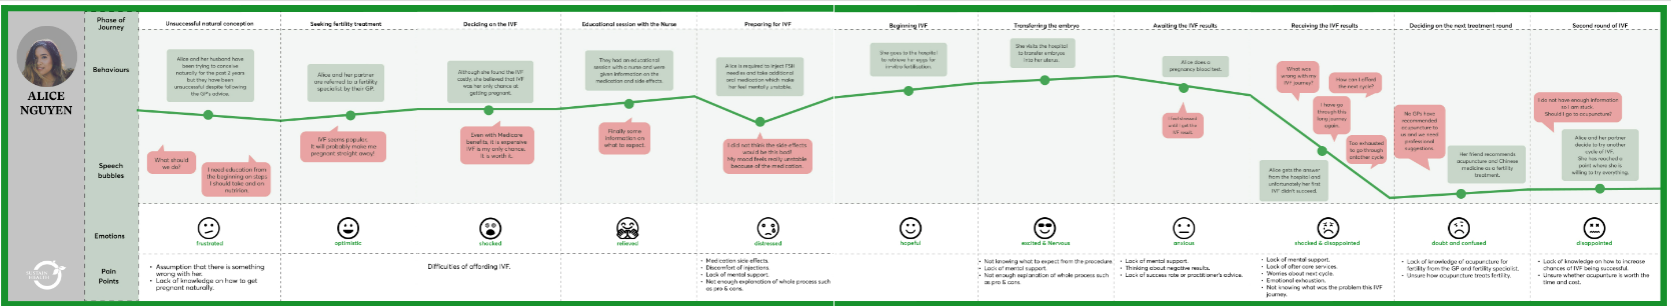 Phase of
Journey
Unsuccessful natural conception
Seeking fertility treatment
Deciding on the IVF
Educational session with the Nurse
Preparing for IVF
Beginning IVF
Transferring the embryo
Awaiting the IVF results
Receiving the IVF results
Deciding on the next treatment round
Second round of IVF
ALICE
NGUYEN
Behaviours
Alice and her husband have
been trying to conceive
naturally for the past 2 years
but they have been
unsuccessful despite following
the GP's advice.
Alice and her partner
are referred to a fertility
specialist by their GP.
Although she found the IVF
costly, she believed that IVF
was her only chance at
getting pregnant.
They had an educational
session with a nurse and were
given information on the
medication and side effects.
Alice is required to inject FSH
needles and take additional
oral medication which make
her feel mentally unstable.
She goes to the hospital
to retrieve her eggs for
in-vitro fertilisation.
She visits the hospital
to transfer embryo
into her uterus.
Alice does a
pregnancy blood test.
Alice gets the answer
from the hospital and
unfortunately her first
IVF didn't succeed.
Her friend recommends
acupuncture and Chinese
medicine as a fertility
treatment.
Alice and her partner
decide to try another
cycle of IVF.
She has reached a
point where she is
willing to try everything.
Speech
bubbles
What should
we do?
I need education from
the beginning on steps
I should take and on
nutrition.
IVF seems popular.
It will probably make me
pregnant straight away!
Even with Medicare
benefits, it is expensive
IVF is my only chance.
It is worth it.
Finally some
information on
what to expect.
I did not think the side effects
would be this bad!
My mood feels really unstable
because of the medication.
What was
wrong with my
IVF journey?
How can I afford
the next cycle?
I have go
through this
long journey
again.
Too exhausted
to go through
another cycle
No GPs have
recommended
acupuncture to
us and we need
professional
suggestions
I do not have enough information
so I am stuck.
Should I go to acupuncture?
Emotions
frustrated
optimistic
shocked
relieved
distressed
hopeful
excited & Nervous
anxious
shocked & disappointed
doubt and confused
disappointed
Pain
Points
• Assumption that there is something
wrong with her.
• Lack of knowledge on how to get
pregnant naturally.
Difficulties of affording IVF.
• Medication side effects.
• Discomfort of injections.
• Lack of mental support.
• Not enough explanation of whole process such
as pro & cons.
• Not knowing what to expect from the procedure.
• Lack of mental support.
• Not enough explanation of whole process such
as pro & cons
• Lack of mental support.
• Thinking about negative results.
• Lack of success rate or practitioner's advice.
• Lack of mental support.
• Lack of after care services.
• Worries about next cycle.
• Emotional exhaustion.
• Not knowing what was the problem this IVF
journey.
• Lack of knowledge of acupuncture for
fertility from the GP and fertility specialist.
• Unsure how acupuncture treats fertility.
• Lack of knowledge on how to increase
chances of IVF being successful.
• Unsure whether acupuncture is worth the
time and cost.